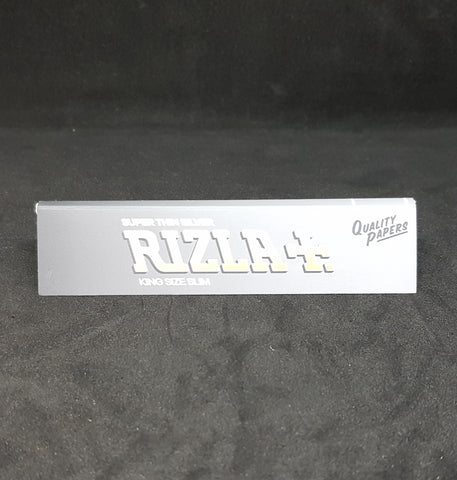 SUPER THIN SILVER
RIZLA+.
KING SIZE SLIM
QUALITY
PAPERS